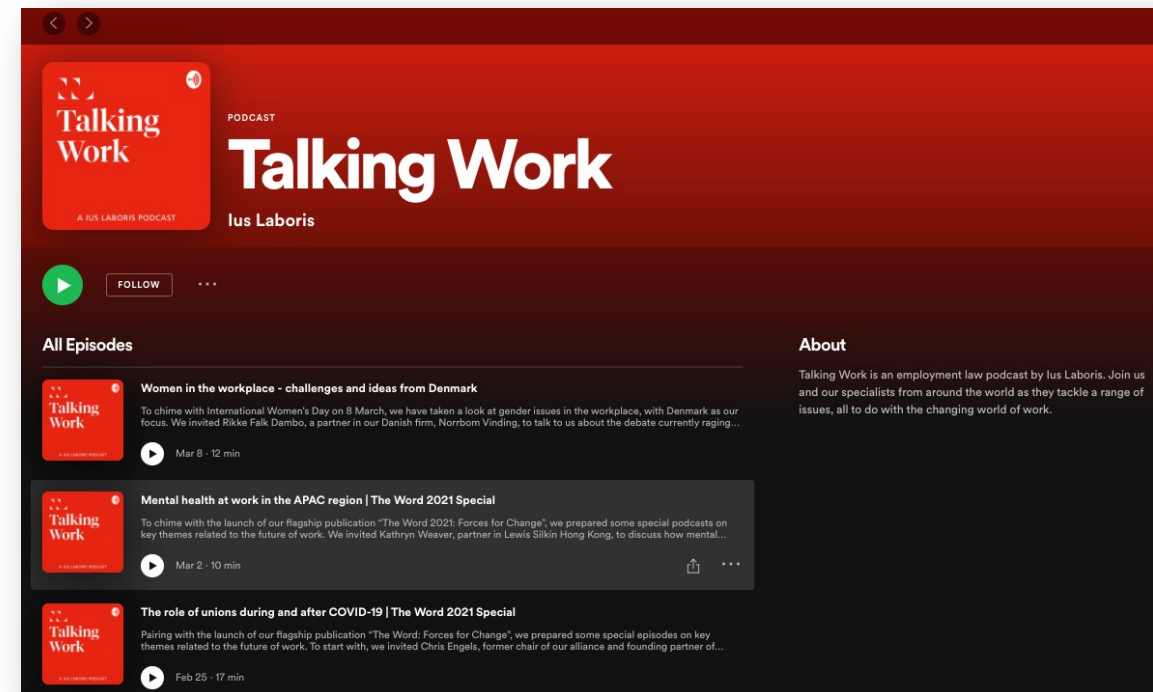 Talking
Work
A IUS LABORIS PODCAST
PODCAST
Talking Work
Ius Laboris
FOLLOW
All Episodes
Talking
Work
Women in the workplace - challenges and ideas from Denmark
To chime with International Women's Day on 8 March, we have taken a look at gender issues in the workplace, with Denmark as our
focus. We invited Rikke Falk Dambo, a partner in our Danish firm, Norrbom Vinding, to talk to us about the debate currently raging...
Mar 8 · 12 min
Talking
Work
Mental health at work in the APAC region | The Word 2021 Special
To chime with the launch of our flagship publication "The Word 2021: Forces for Change", we prepared some special podcasts on
key themes related to the future of work. We invited Kathryn Weaver, partner in Lewis Silkin Hong Kong, to discuss how mental...
Mar 2 · 10 min
Talking
Work
The role of unions during and after COVID-19 | The Word 2021 Special
Pairing with the launch of our flagship publication "The Word: Forces for Change", we prepared some special episodes on key
themes related to the future of work. To start with, we invited Chris Engels, former chair of our alliance and founding partner of...
Feb 25 · 17 min
About
Talking Work is an employment law podcast by Ius Laboris. Join us
and our specialists from around the world as they tackle a range of
issues, all to do with the changing world of work.